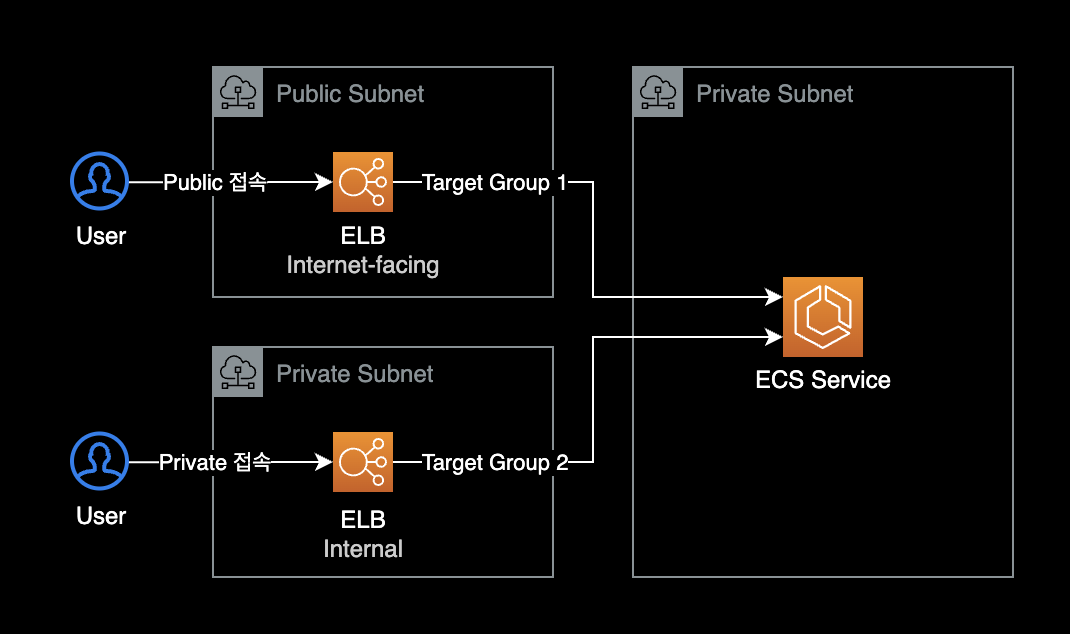 Public Subnet
Private Subnet
Public 접속
Target Group 1
User
ELB
Internet-facing
ECS Service
Private Subnet
Private 접속
Target Group 2
User
ELB
Internal